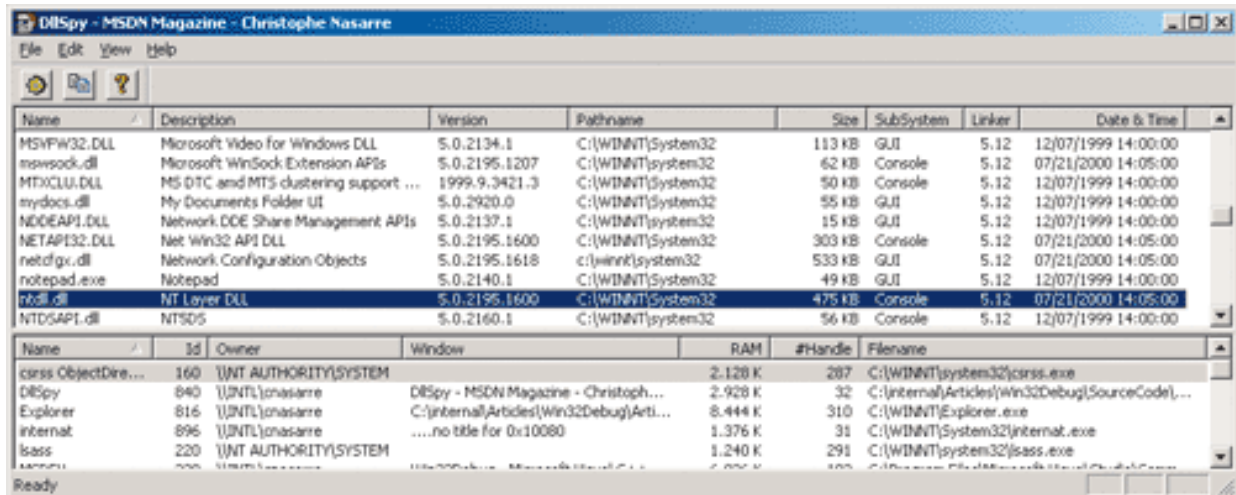 DllSpy - MSDN Magazine - Christophe Nasarre
File Edit View Help
Name Description Version Pathname Size SubSystem Linker Date & Time
MSVFW32.DLL Microsoft Video for Windows DLL 5.0.2134.1 C:\WINNT\System32 113 KB GUI 5.12 12/07/1999 14:00:00
mswsock.dll Microsoft WinSock Extension APIs 5.0.2195.1207 C:\WINNT\System32 62 KB Console 5.12 07/21/2000 14:05:00
MTXCLU.DLL MS DTC amd MTS clustering support ... 1999.9.3421.3 C:\WINNT\System32 50 KB Console 5.12 12/07/1999 14:00:00
mydocs.dll My Documents Folder UI 5.0.2920.0 C:\WINNT\System32 55 KB GUI 5.12 12/07/1999 14:00:00
NDDEAPI.DLL Network DDE Share Management APIs 5.0.2137.1 C:\WINNT\System32 15 KB GUI 5.12 12/07/1999 14:00:00
NETAPI32.DLL Net Win32 API DLL 5.0.2195.1600 C:\WINNT\System32 303 KB Console 5.12 07/21/2000 14:05:00
netcfgx.dll Network Configuration Objects 5.0.2195.1618 c:\winnt\system32 533 KB GUI 5.12 07/21/2000 14:05:00
notepad.exe Notepad 5.0.2140.1 C:\WINNT\System32 49 KB GUI 5.12 12/07/1999 14:00:00
ntdll.dll NT Layer DLL 5.0.2195.1600 C:\WINNT\System32 475 KB Console 5.12 07/21/2000 14:05:00
NTDSAPI.dll NT5DS 5.0.2160.1 C:\WINNT\system32 56 KB Console 5.12 12/07/1999 14:00:00
Name Id Owner Window RAM #Handle Filename
csrss ObjectDire... 160 \\NT AUTHORITY\SYSTEM 2.128 K 287 C:\WINNT\system32\csrss.exe
DllSpy 840 \\INTL\cnasarre DllSpy - MSDN Magazine - Christoph... 2.928 K 32 C:\internal\Articles\Win32Debug\SourceCode\...
Explorer 816 \\INTL\cnasarre C:\internal\Articles\Win32Debug\Arti... 8.444 K 310 C:\WINNT\Explorer.exe
internat 896 \\INTL\cnasarre ....no title for 0x10080 1.376 K 31 C:\WINNT\System32\internat.exe
lsass 220 \\NT AUTHORITY\SYSTEM 1.240 K 291 C:\WINNT\System32\lsass.exe
Ready